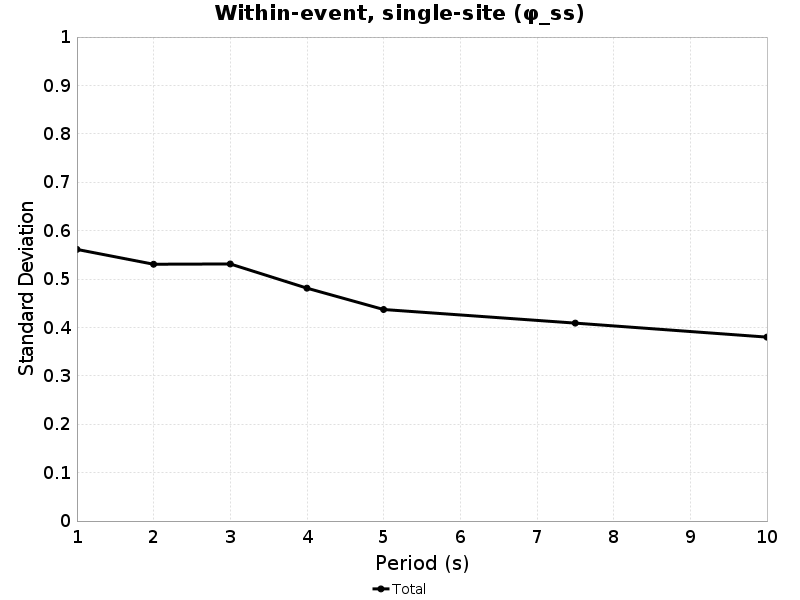 Within-event, single-site (φ_ss)
1
0.9
0.8
0.7
0.6
0.5
0.4
0.3
0.2
0.1
0
Standard Deviation
1 2 3 4 5 6 7 8 9 10
Period (s)
Total